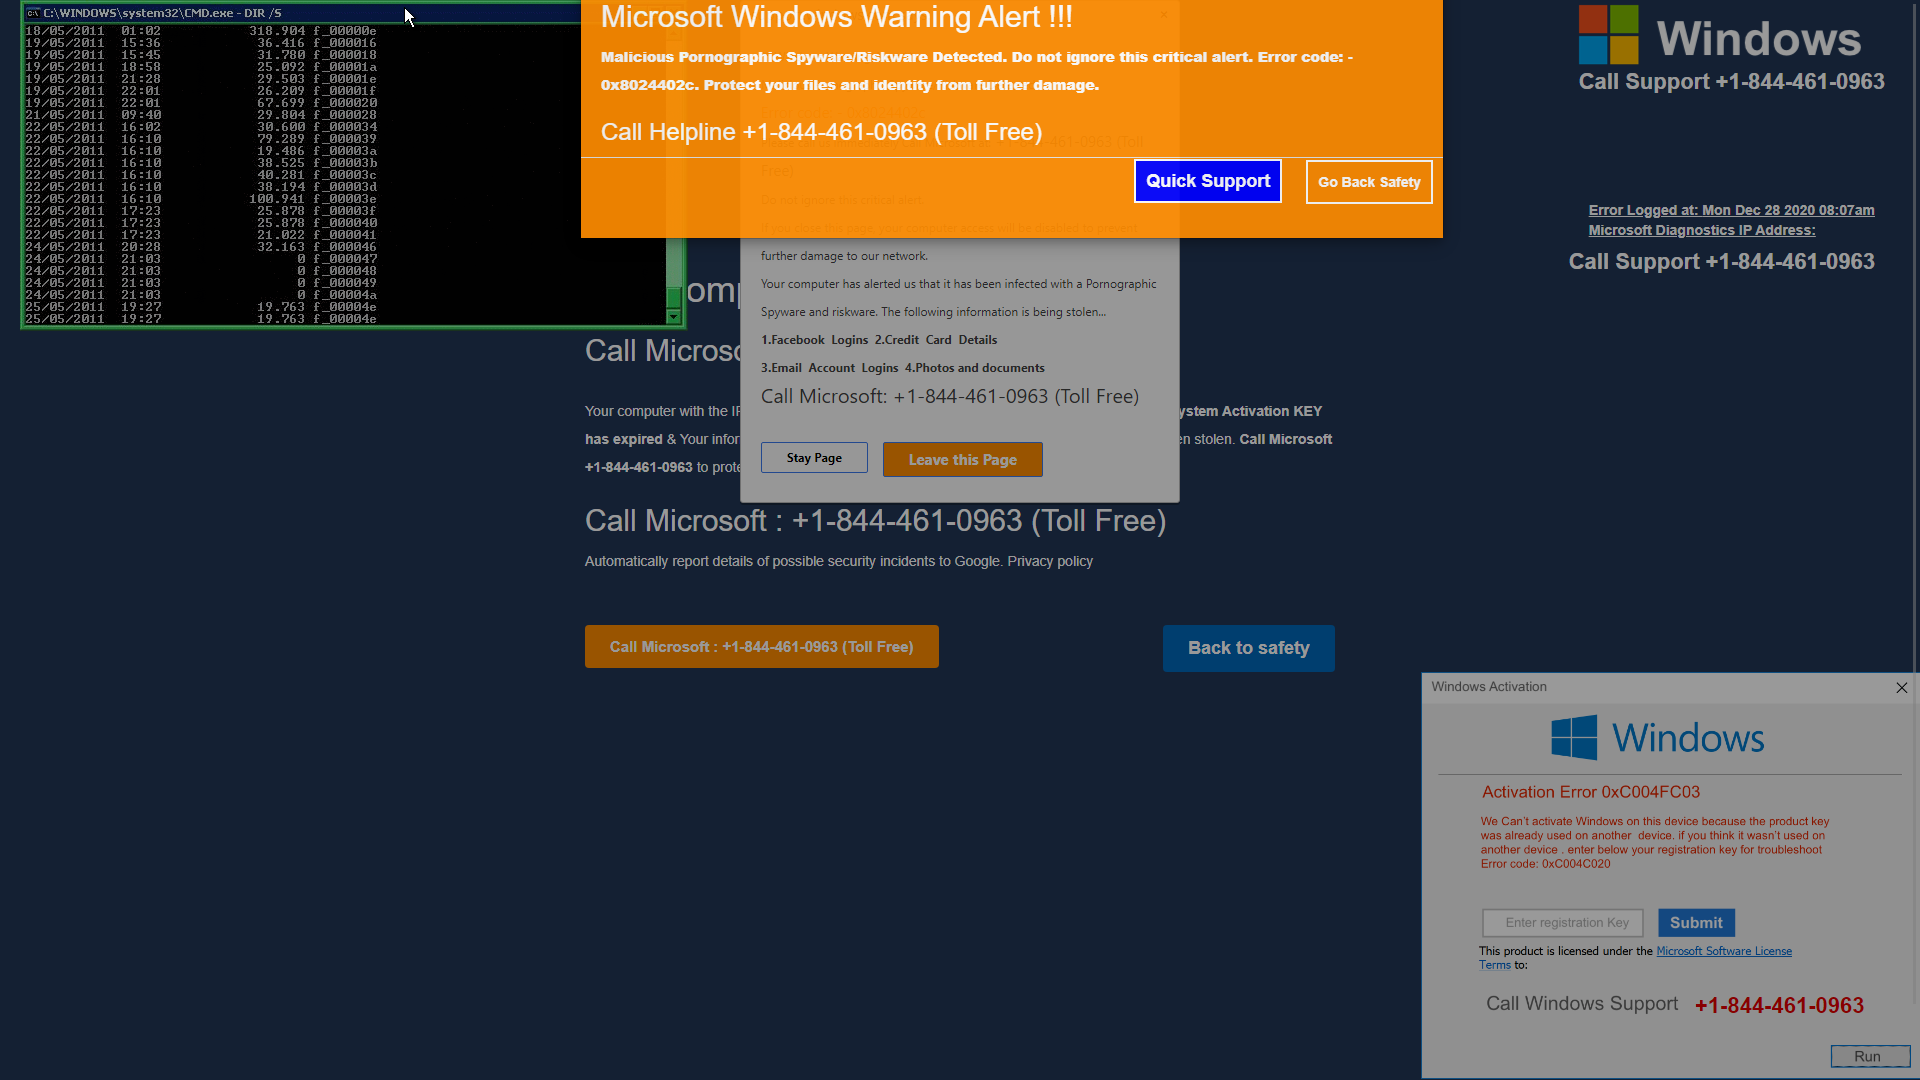 C:\WINDOWS\system32\CMD.exe - DIR /S
18/05/2011 01:02 318.904 f_00000e
19/05/2011 15:36 36.416 f_000016
19/05/2011 15:45 31.780 f_000018
19/05/2011 18:58 25.092 f_00001a
19/05/2011 21:28 29.503 f_00001e
19/05/2011 22:01 26.209 f_00001f
19/05/2011 22:01 67.699 f_000020
21/05/2011 09:40 29.804 f_000028
22/05/2011 16:02 30.600 f_000034
22/05/2011 16:10 79.289 f_000039
22/05/2011 16:10 19.486 f_00003a
22/05/2011 16:10 38.525 f_00003b
22/05/2011 16:10 40.281 f_00003c
22/05/2011 16:10 38.194 f_00003d
22/05/2011 16:10 100.941 f_00003e
22/05/2011 17:23 25.878 f_00003f
22/05/2011 17:23 25.878 f_000040
22/05/2011 17:23 21.022 f_000041
24/05/2011 20:28 32.163 f_000046
24/05/2011 21:03 0 f_000047
24/05/2011 21:03 0 f_000048
24/05/2011 21:03 0 f_000049
24/05/2011 21:03 0 f_00004a
25/05/2011 19:27 19.763 f_00004e
25/05/2011 19:27 19.763 f_00004e
Microsoft Windows Warning Alert !!!
Malicious Pornographic Spyware/Riskware Detected. Do not ignore this critical alert. Error code: -
0x8024402c. Protect your files and identity from further damage.
Call Helpline +1-844-461-0963 (Toll Free)
Quick Support
Go Back Safety
Free)
Do not ignore this critical alert.
If you close this page, your computer access will be disabled to prevent
further damage to our network.
Your computer has alerted us that it has been infected with a Pornographic
Spyware and riskware. The following information is being stolen...
1.Facebook Logins 2.Credit Card Details
3.Email Account Logins 4.Photos and documents
Call Microsoft: +1-844-461-0963 (Toll Free)
Stay Page
Leave this Page
Windows
Call Support +1-844-461-0963
Error Logged at: Mon Dec 28 2020 08:07am
Microsoft Diagnostics IP Address:
Call Support +1-844-461-0963
Call
Your computer with the ystem Activation KEY
has expired & Your en stolen. Call Microsoft
+1-844-461-0963 to
Call Microsoft : +1-844-461-0963 (Toll Free)
Automatically report details of possible security incidents to Google. Privacy policy
Call Microsoft : +1-844-461-0963 (Toll Free)
Back to safety
Windows Activation
Windows
Activation Error 0xC004FC03
We Can't activate Windows on this device because the product key
was already used on another device. if you think it wasn't used on
another device . enter below your registration key for troubleshoot
Error code: 0xC004C020
Enter registration Key
Submit
This product is licensed under the Microsoft Software License
Terms to:
Call Windows Support +1-844-461-0963
Run